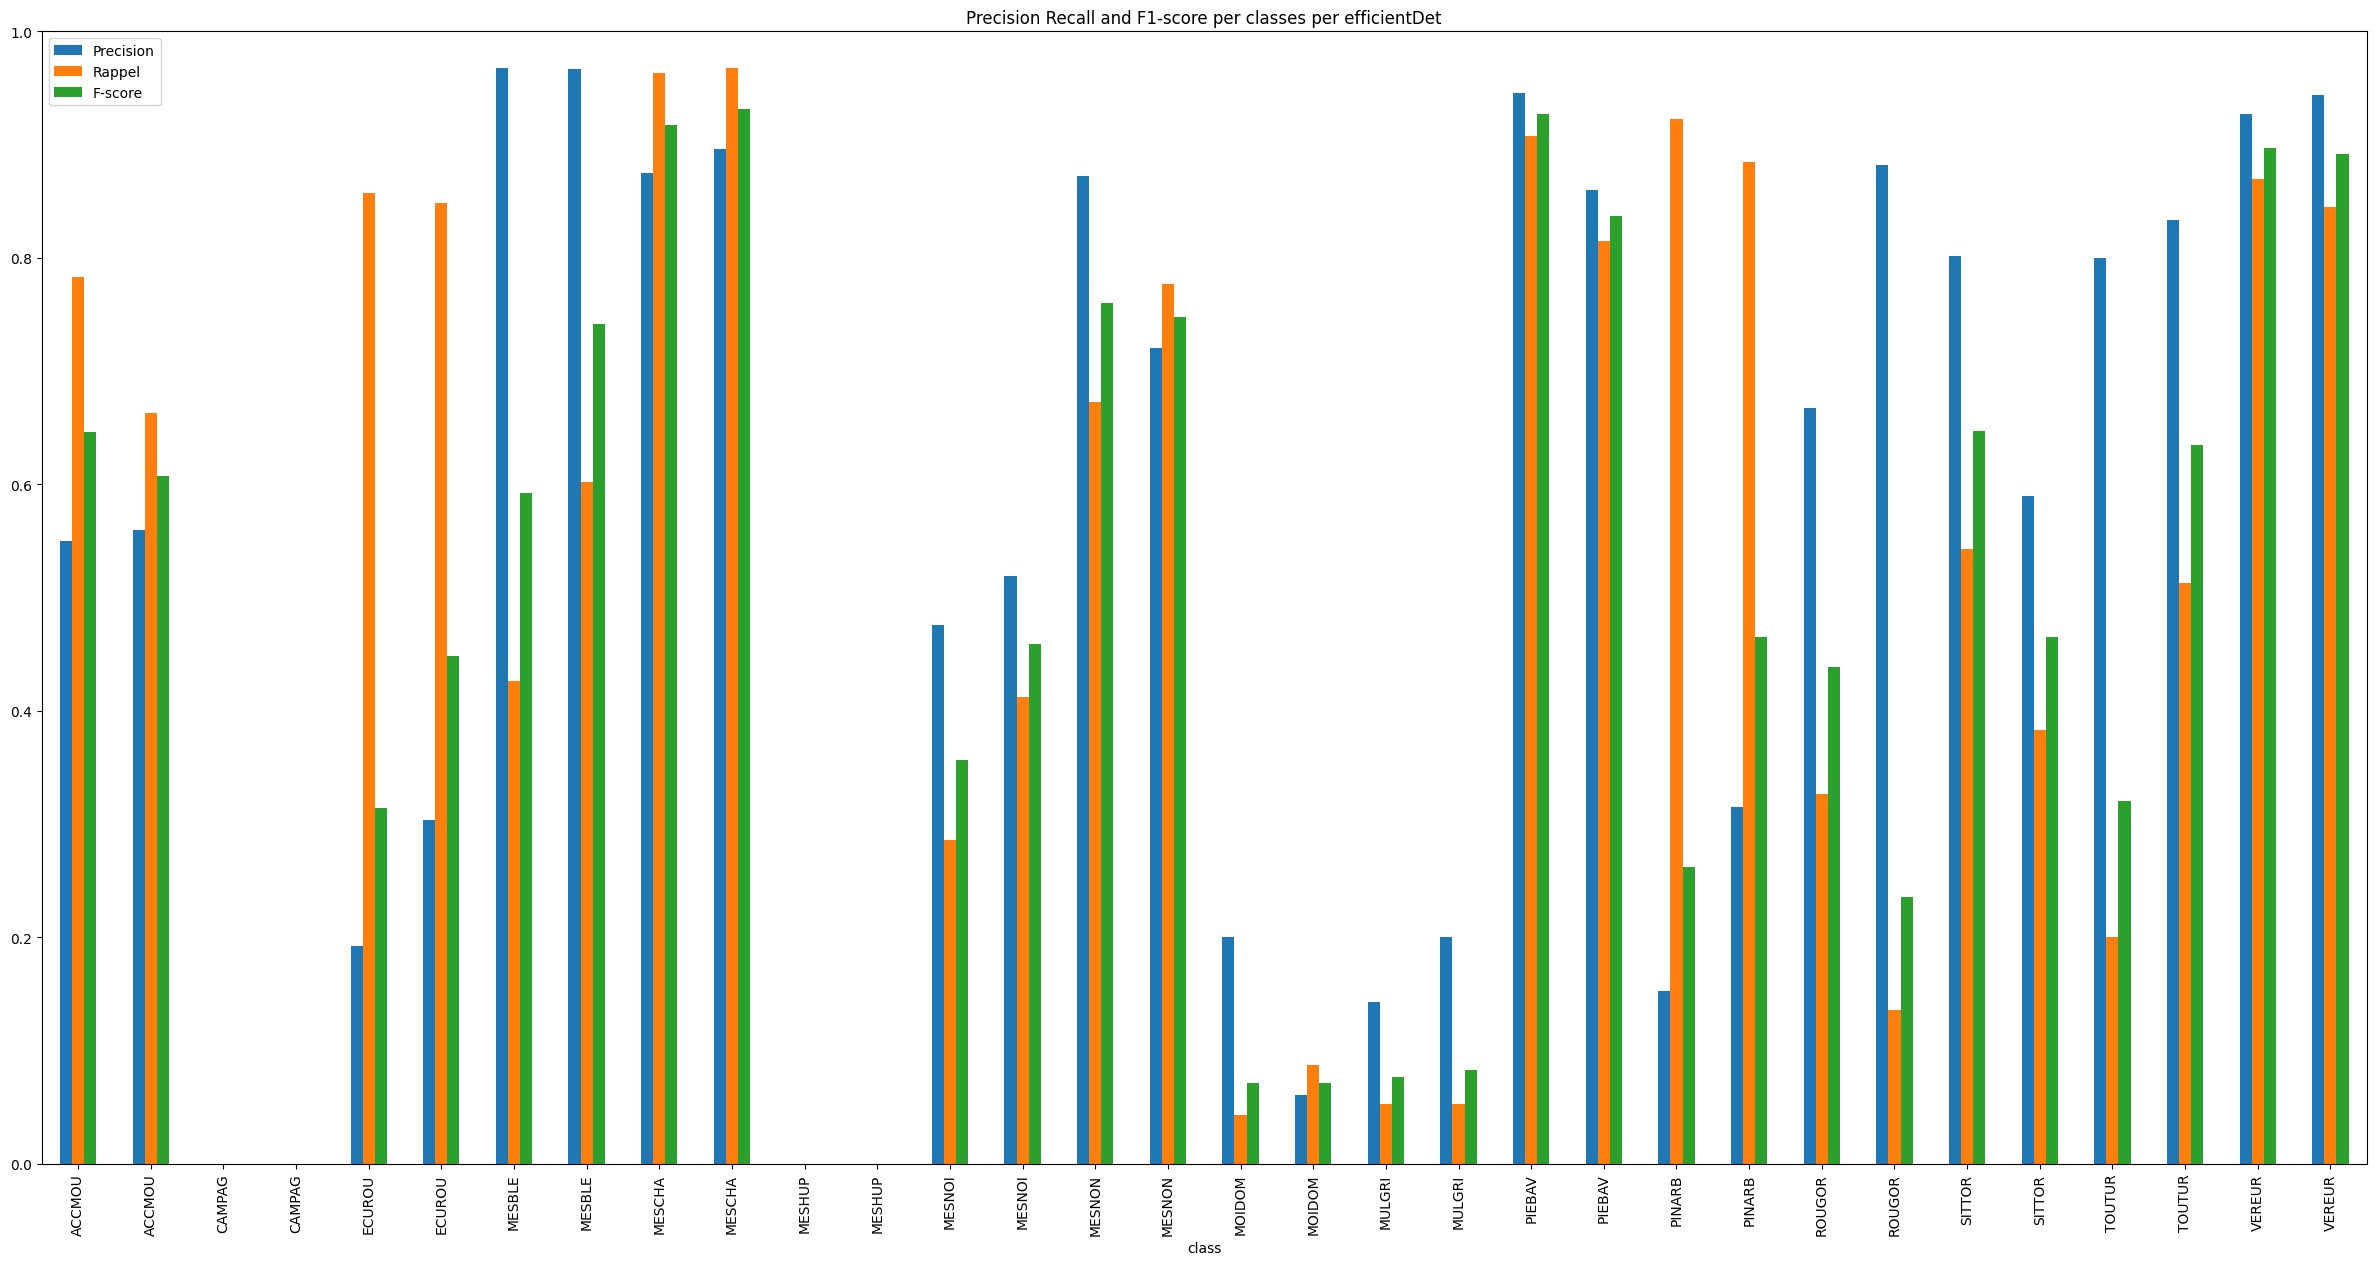 Precision Recall and F1-score per classes per efficientDet
Precision
Rappel
F-score
1.0
0.8
0.6
0.4
0.2
0.0
ACCMOU
ACCMOU
CAMPAG
CAMPAG
ECUROU
ECUROU
MESBLE
MESBLE
MESCHA
MESCHA
MESHUP
MESHUP
MESNOI
MESNOI
MESNON
MESNON
MOIDOM
MOIDOM
MULGRI
MULGRI
PIEBAV
PIEBAV
PINARB
PINARB
ROUGOR
ROUGOR
SITTOR
SITTOR
TOUTUR
TOUTUR
VEREUR
VEREUR
class